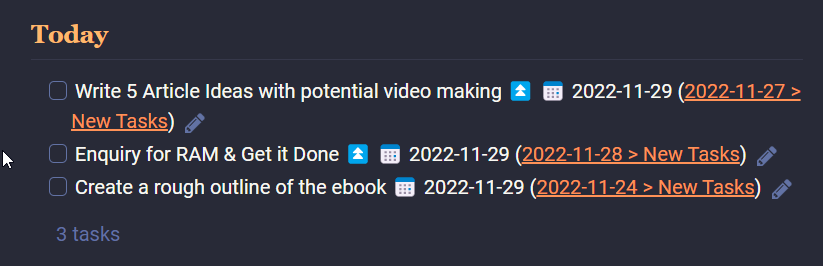 Today
Write 5 Article Ideas with potential video making ⏫ 📅 2022-11-29 (2022-11-27 >
New Tasks)
Enquiry for RAM & Get it Done ⏫ 📅 2022-11-29 (2022-11-28 > New Tasks)
Create a rough outline of the ebook 📅 2022-11-29 (2022-11-24 > New Tasks)
3 tasks